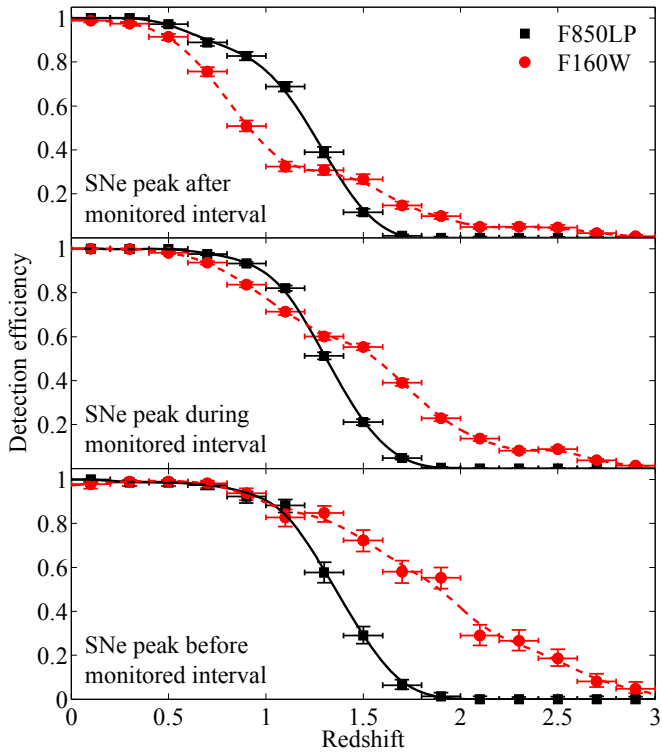 1
0.8
0.6
0.4
0.2
F850LP
F160W
SNe peak after
monitored interval
1
0.8
0.6
0.4
0.2
Detection efficiency
SNe peak during
monitored interval
1
0.8
0.6
0.4
0.2
0
SNe peak before
monitored interval
0 0.5 1 1.5 2 2.5 3
Redshift